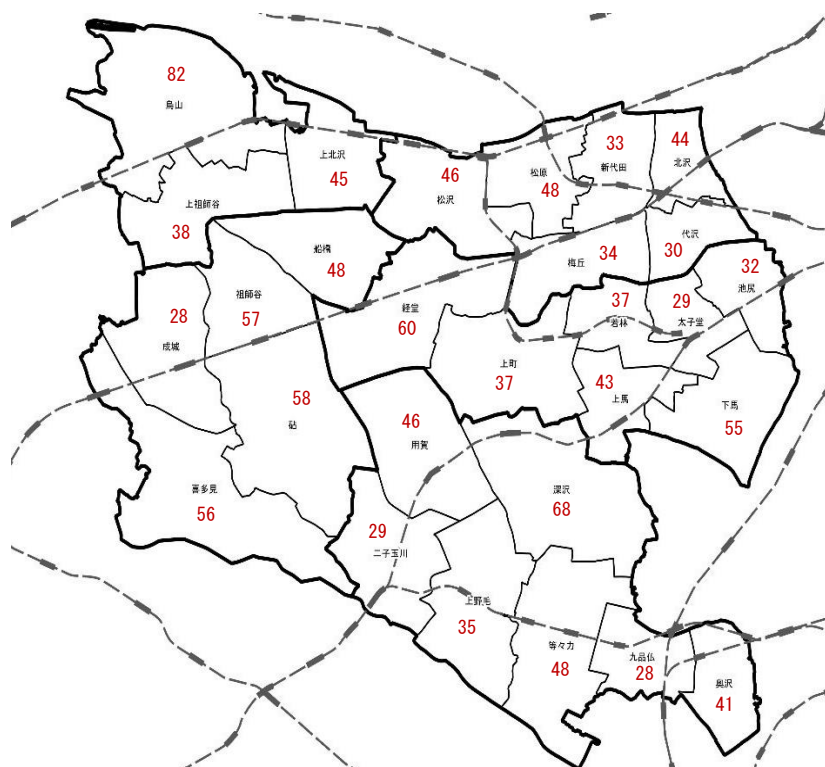 82
烏山
上北沢
45
46
松沢
松原
48
33
新代田
44
北沢
上祖師谷
38
船橋
48
代沢
30
梅丘
34
32
池尻
祖師谷
57
28
成城
経堂
60
37
若林
29
太子堂
上町
37
43
上馬
下馬
55
58
砧
46
用賀
喜多見
56
深沢
68
29
二子玉川
上野毛
35
等々力
48
九品仏
28
奥沢
41